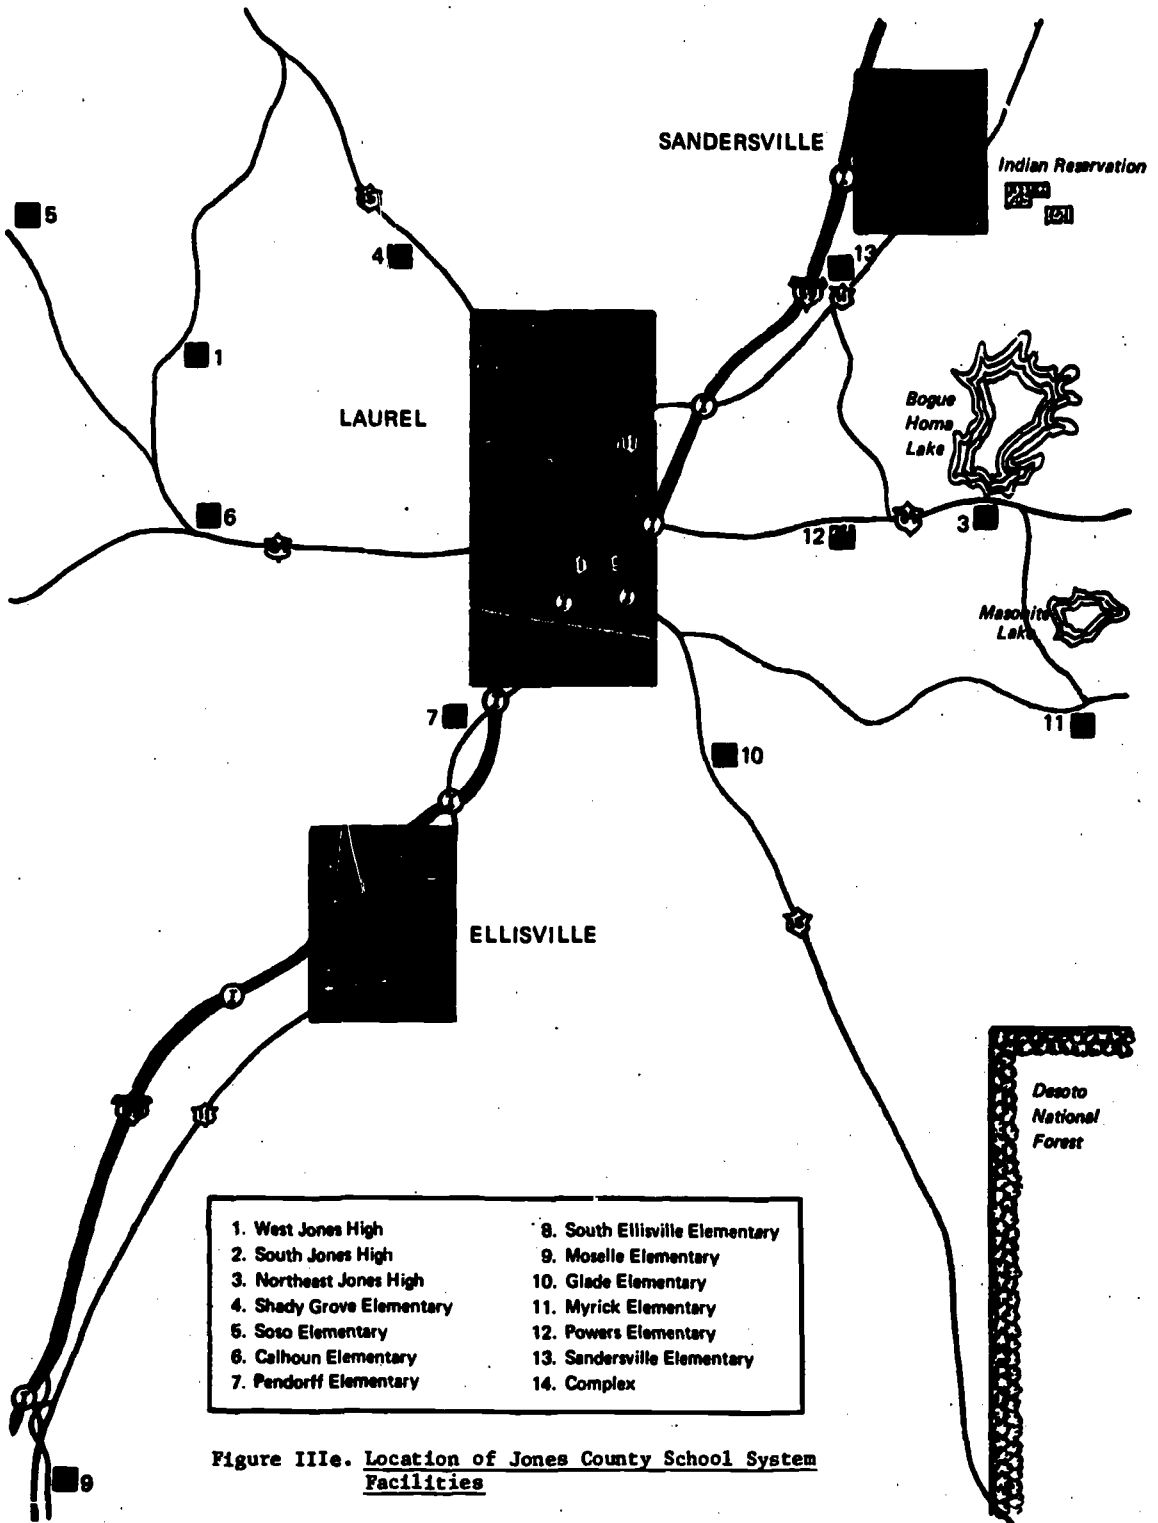 SANDERSVILLE
Indian Reservation
5
4
13
1
LAUREL
Bogue
Homa
Lake
6
12
3
Masonite
Lake
7
11
10
ELLISVILLE
Desoto
National
Forest
1. West Jones High
2. South Jones High
3. Northeast Jones High
4. Shady Grove Elementary
5. Soso Elementary
6. Calhoun Elementary
7. Pendorff Elementary
8. South Ellisville Elementary
9. Moselle Elementary
10. Glade Elementary
11. Myrick Elementary
12. Powers Elementary
13. Sandersville Elementary
14. Complex
9
Figure IIIe. Location of Jones County School System
Facilities